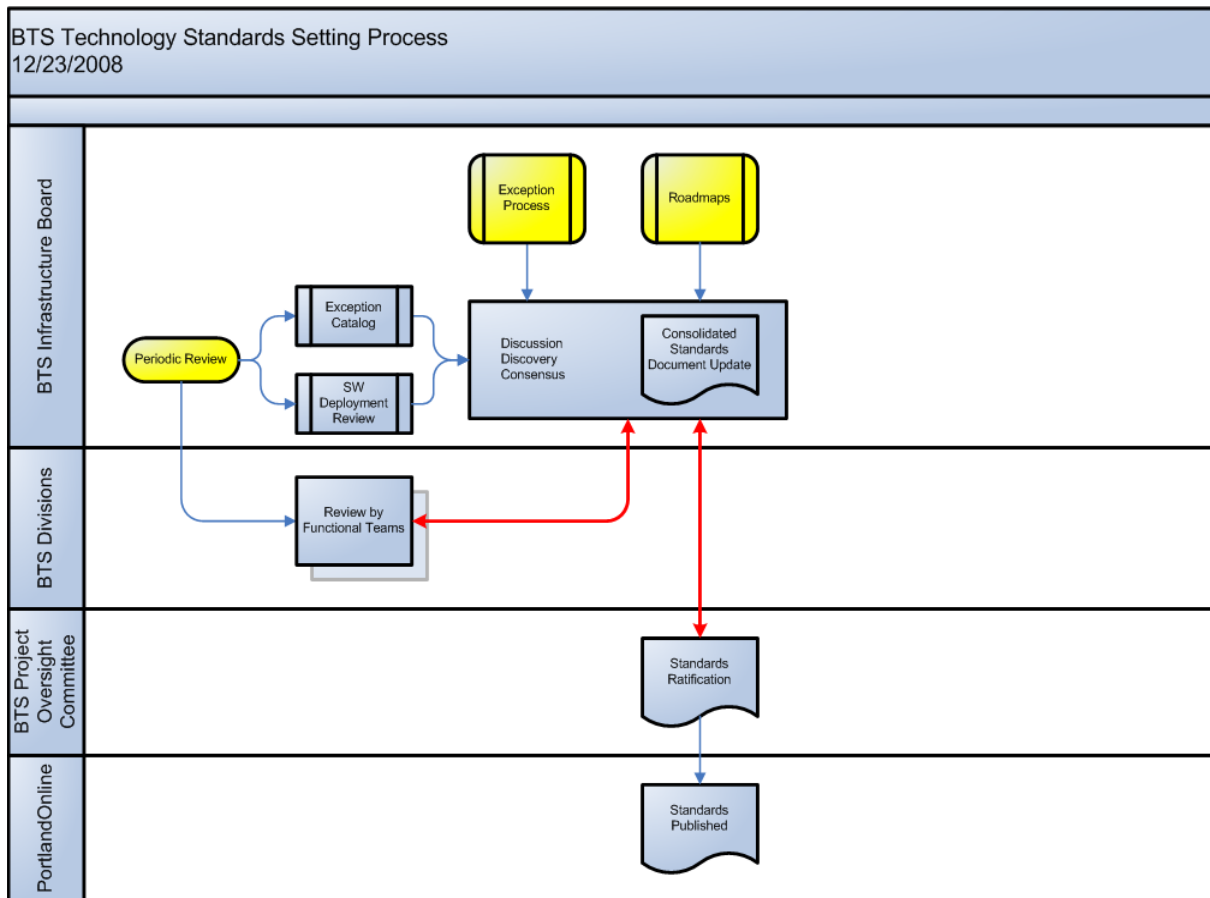 BTS Technology Standards Setting Process
12/23/2008
BTS Infrastructure Board
Exception
Process
Roadmaps
Periodic Review
Exception
Catalog
SW
Deployment
Review
Discussion
Discovery
Consensus
Consolidated
Standards
Document Update
BTS Divisions
Review by
Functional Teams
BTS Project
Oversight
Committee
Standards
Ratification
PortlandOnline
Standards
Published